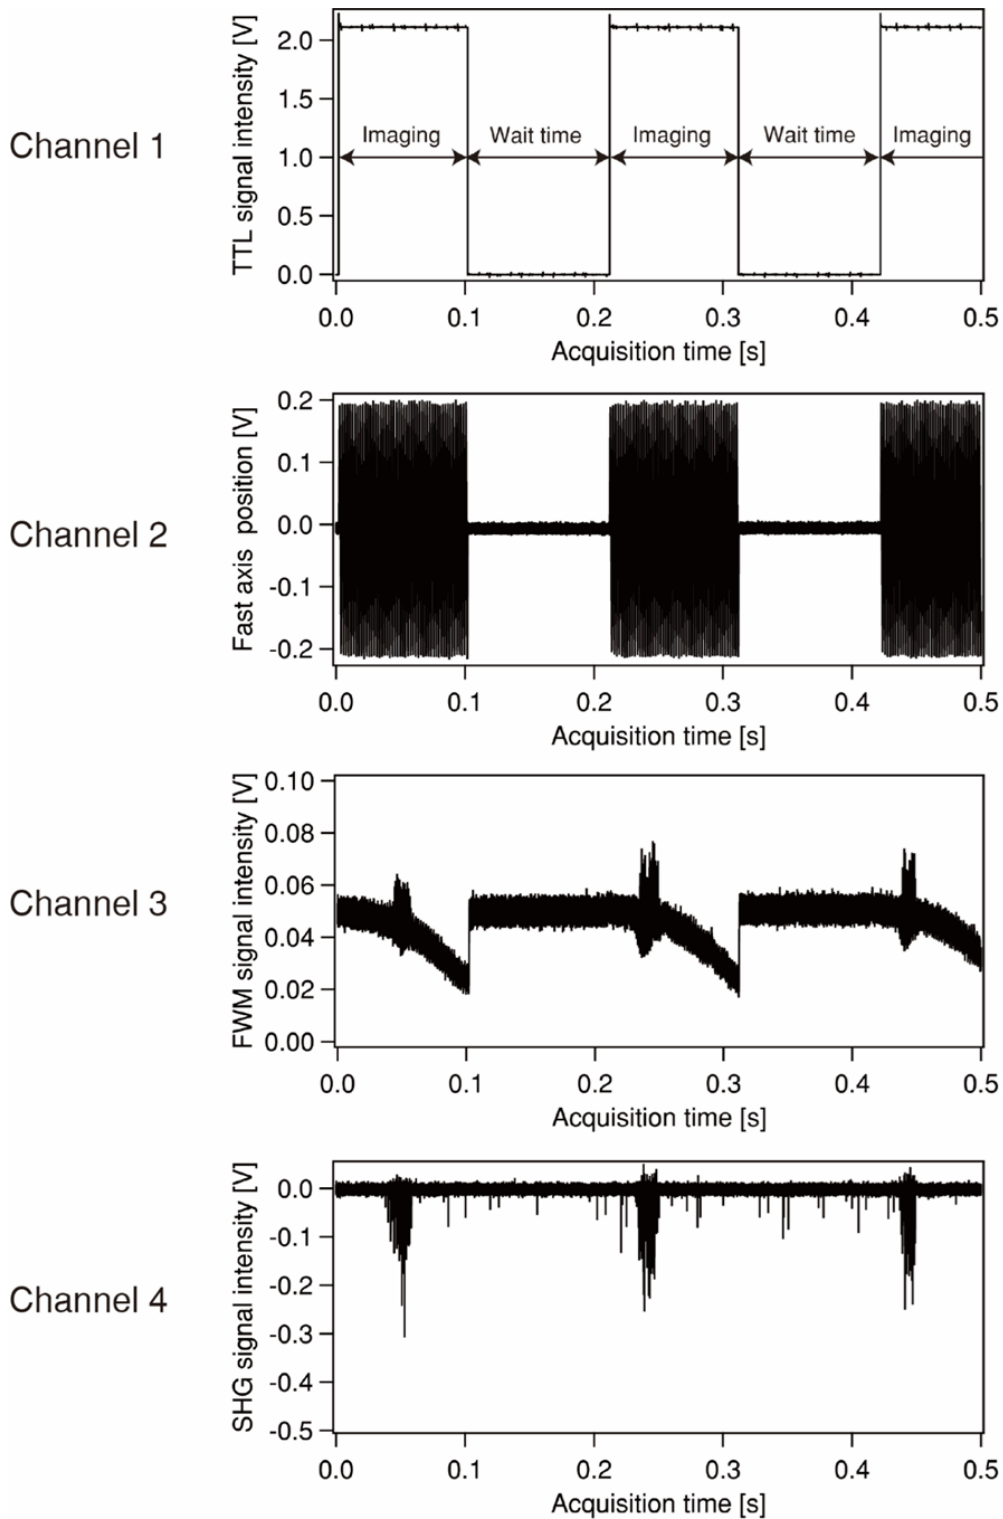 Channel 1
TTL signal intensity [V]
2.0
1.5
1.0
0.5
0.0
Imaging
Wait time
Imaging
Wait time
Imaging
0.0 0.1 0.2 0.3 0.4 0.5
Acquisition time [s]
Channel 2
Fast axis position [V]
0.2
0.1
0.0
-0.1
-0.2
0.0 0.1 0.2 0.3 0.4 0.5
Acquisition time [s]
Channel 3
FWM signal intensity [V]
0.10
0.08
0.06
0.04
0.02
0.00
0.0 0.1 0.2 0.3 0.4 0.5
Acquisition time [s]
Channel 4
SHG signal intensity [V]
0.0
-0.1
-0.2
-0.3
-0.4
-0.5
0.0 0.1 0.2 0.3 0.4 0.5
Acquisition time [s]